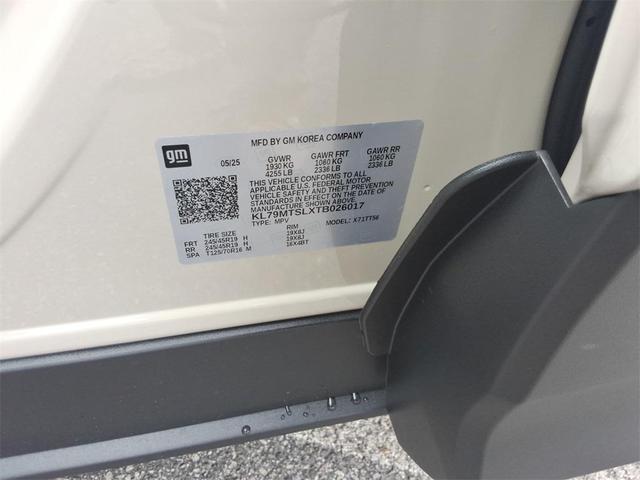 MFD BY GM KOREA COMPANY
gm
05/25 GVWR GAWR FRT GAWR RR
1930 KG 1060 KG 1060 KG
4255 LB 2336 LB 2336 LB
THIS VEHICLE CONFORMS TO ALL
APPLICABLE U.S. FEDERAL MOTOR
VEHICLE SAFETY AND THEFT PREVENTION
STANDARDS IN EFFECT ON THE DATE OF
MANUFACTURE SHOWN ABOVE.
KL79MTSLXTB026017
TYPE: MPV MODEL: X71TT56
TIRE SIZE RIM
FRT 245/45R19 H 19X8J
RR 245/45R19 H 19X8J
SPA T125/70R16 M 16X4BT